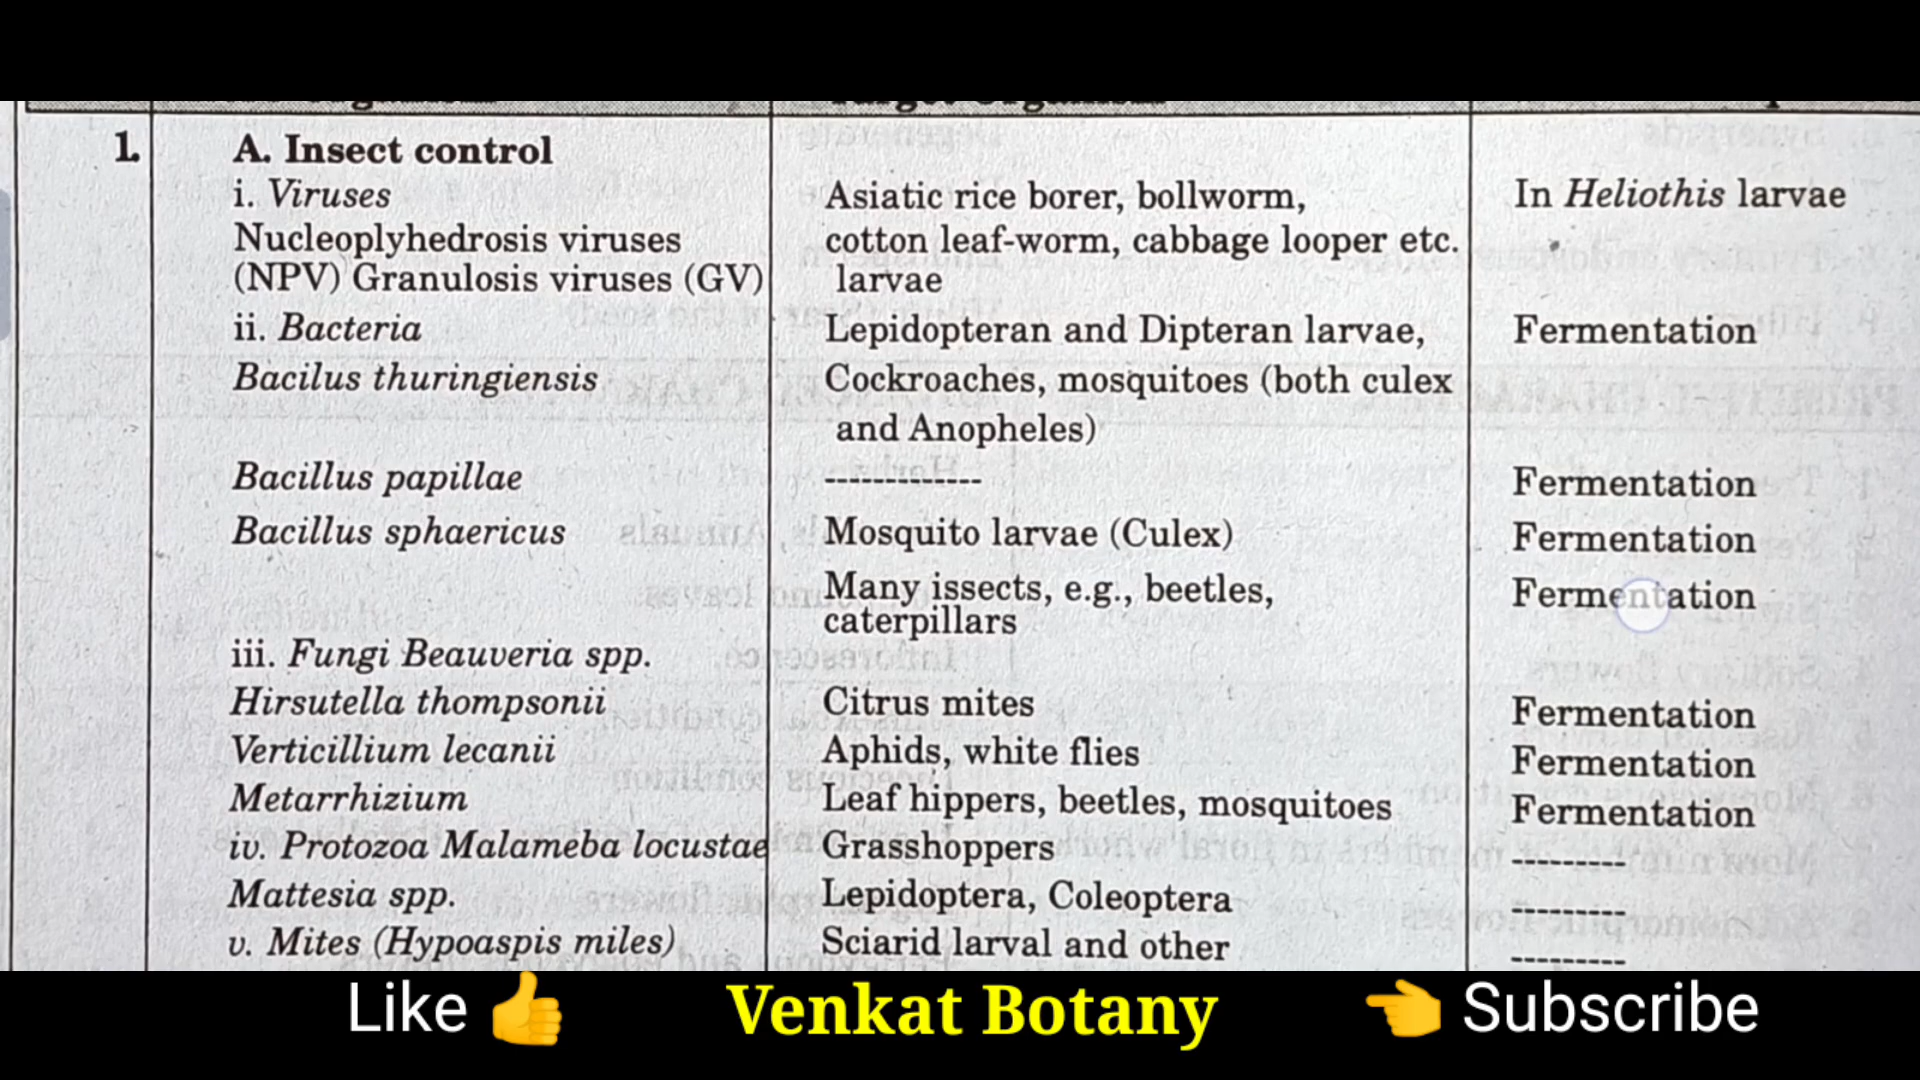 1. A. Insect control
i. Viruses Asiatic rice borer, bollworm, In Heliothis larvae
Nucleoplyhedrosis viruses cotton leaf-worm, cabbage looper etc.
(NPV) Granulosis viruses (GV) larvae
ii. Bacteria Lepidopteran and Dipteran larvae, Fermentation
Bacilus thuringiensis Cockroaches, mosquitoes (both culex
and Anopheles)
Bacillus papillae ------------- Fermentation
Bacillus sphaericus Mosquito larvae (Culex) Fermentation
Many issects, e.g., beetles, Fermentation
caterpillars
iii. Fungi Beauveria spp.
Hirsutella thompsonii Citrus mites Fermentation
Verticillium lecanii Aphids, white flies Fermentation
Metarrhizium Leaf hippers, beetles, mosquitoes Fermentation
iv. Protozoa Malameba locustae Grasshoppers ---------
Mattesia spp. Lepidoptera, Coleoptera ---------
v. Mites (Hypoaspis miles) Sciarid larval and other ---------
Like 👍 Venkat Botany 👈 Subscribe